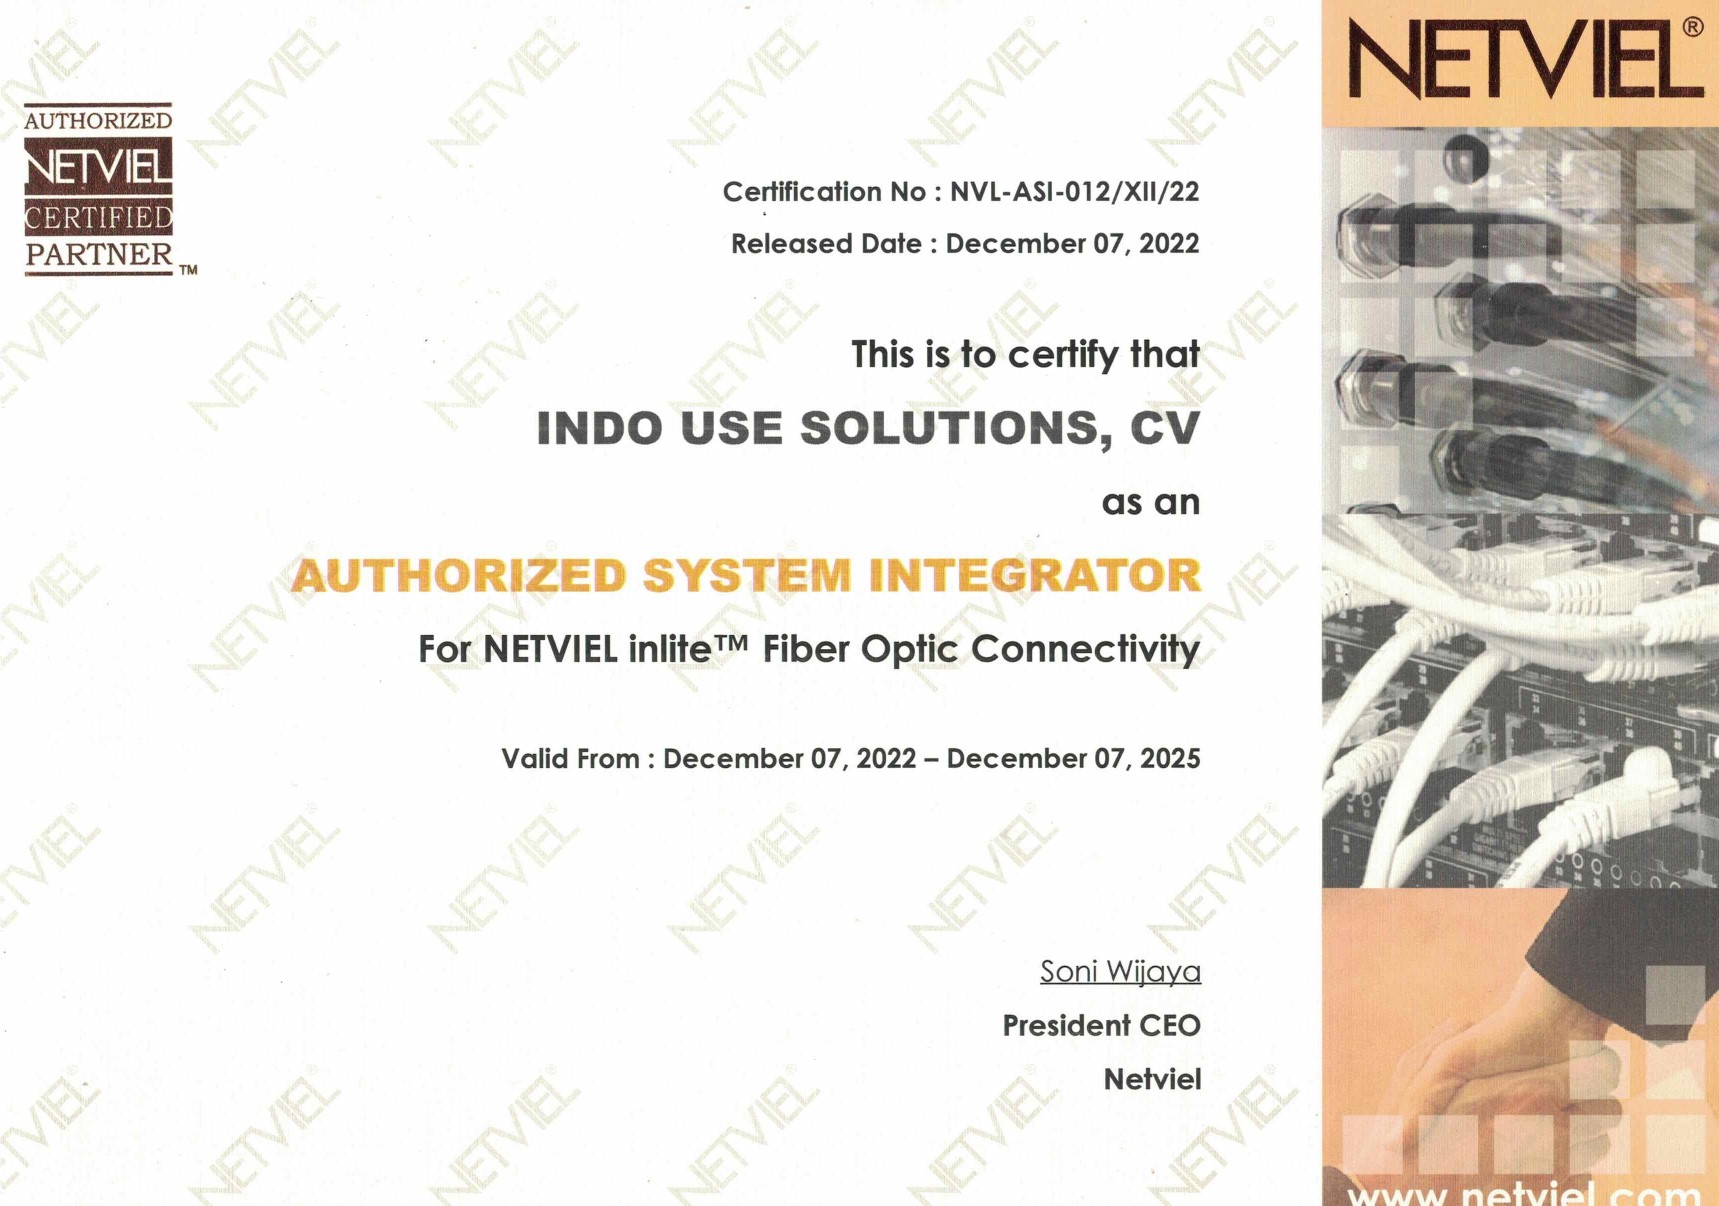 NETVIEL®
AUTHORIZED
NETVIEL
CERTIFIED
PARTNER™
Certification No : NVL-ASI-012/XII/22
Released Date : December 07, 2022
This is to certify that
INDO USE SOLUTIONS, CV
as an
AUTHORIZED SYSTEM INTEGRATOR
For NETVIEL inlite™ Fiber Optic Connectivity
Valid From : December 07, 2022 – December 07, 2025
Soni Wijaya
President CEO
Netviel
www.netviel.com